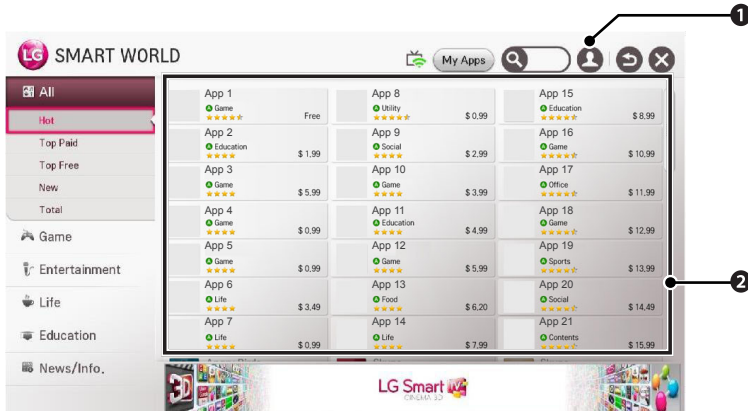 1
LG SMART WORLD
My Apps
All
Hot
Top Paid
Top Free
New
Total
Game
Entertainment
Life
Education
News/Info.
App 1
A Game
Free
App 2
A Education
$ 1,99
App 3
A Game
$ 5,99
App 4
A Game
$ 0,99
App 5
A Game
$ 0,99
App 6
A Life
$ 3,49
App 7
A Life
$ 0,99
App 8
A Utility
$ 0,99
App 9
A Social
$ 2,99
App 10
A Game
$ 3,99
App 11
A Education
$ 4,99
App 12
A Game
$ 5,99
App 13
A Food
$ 6,20
App 14
A Life
$ 7,99
App 15
A Education
$ 8,99
App 16
A Game
$ 10,99
App 17
A Office
$ 11,99
App 18
A Game
$ 12,99
App 19
A Sports
$ 13,99
App 20
A Social
$ 14,49
App 21
A Contents
$ 15,99
2
3D
LG Smart TV
CINEMA 3D